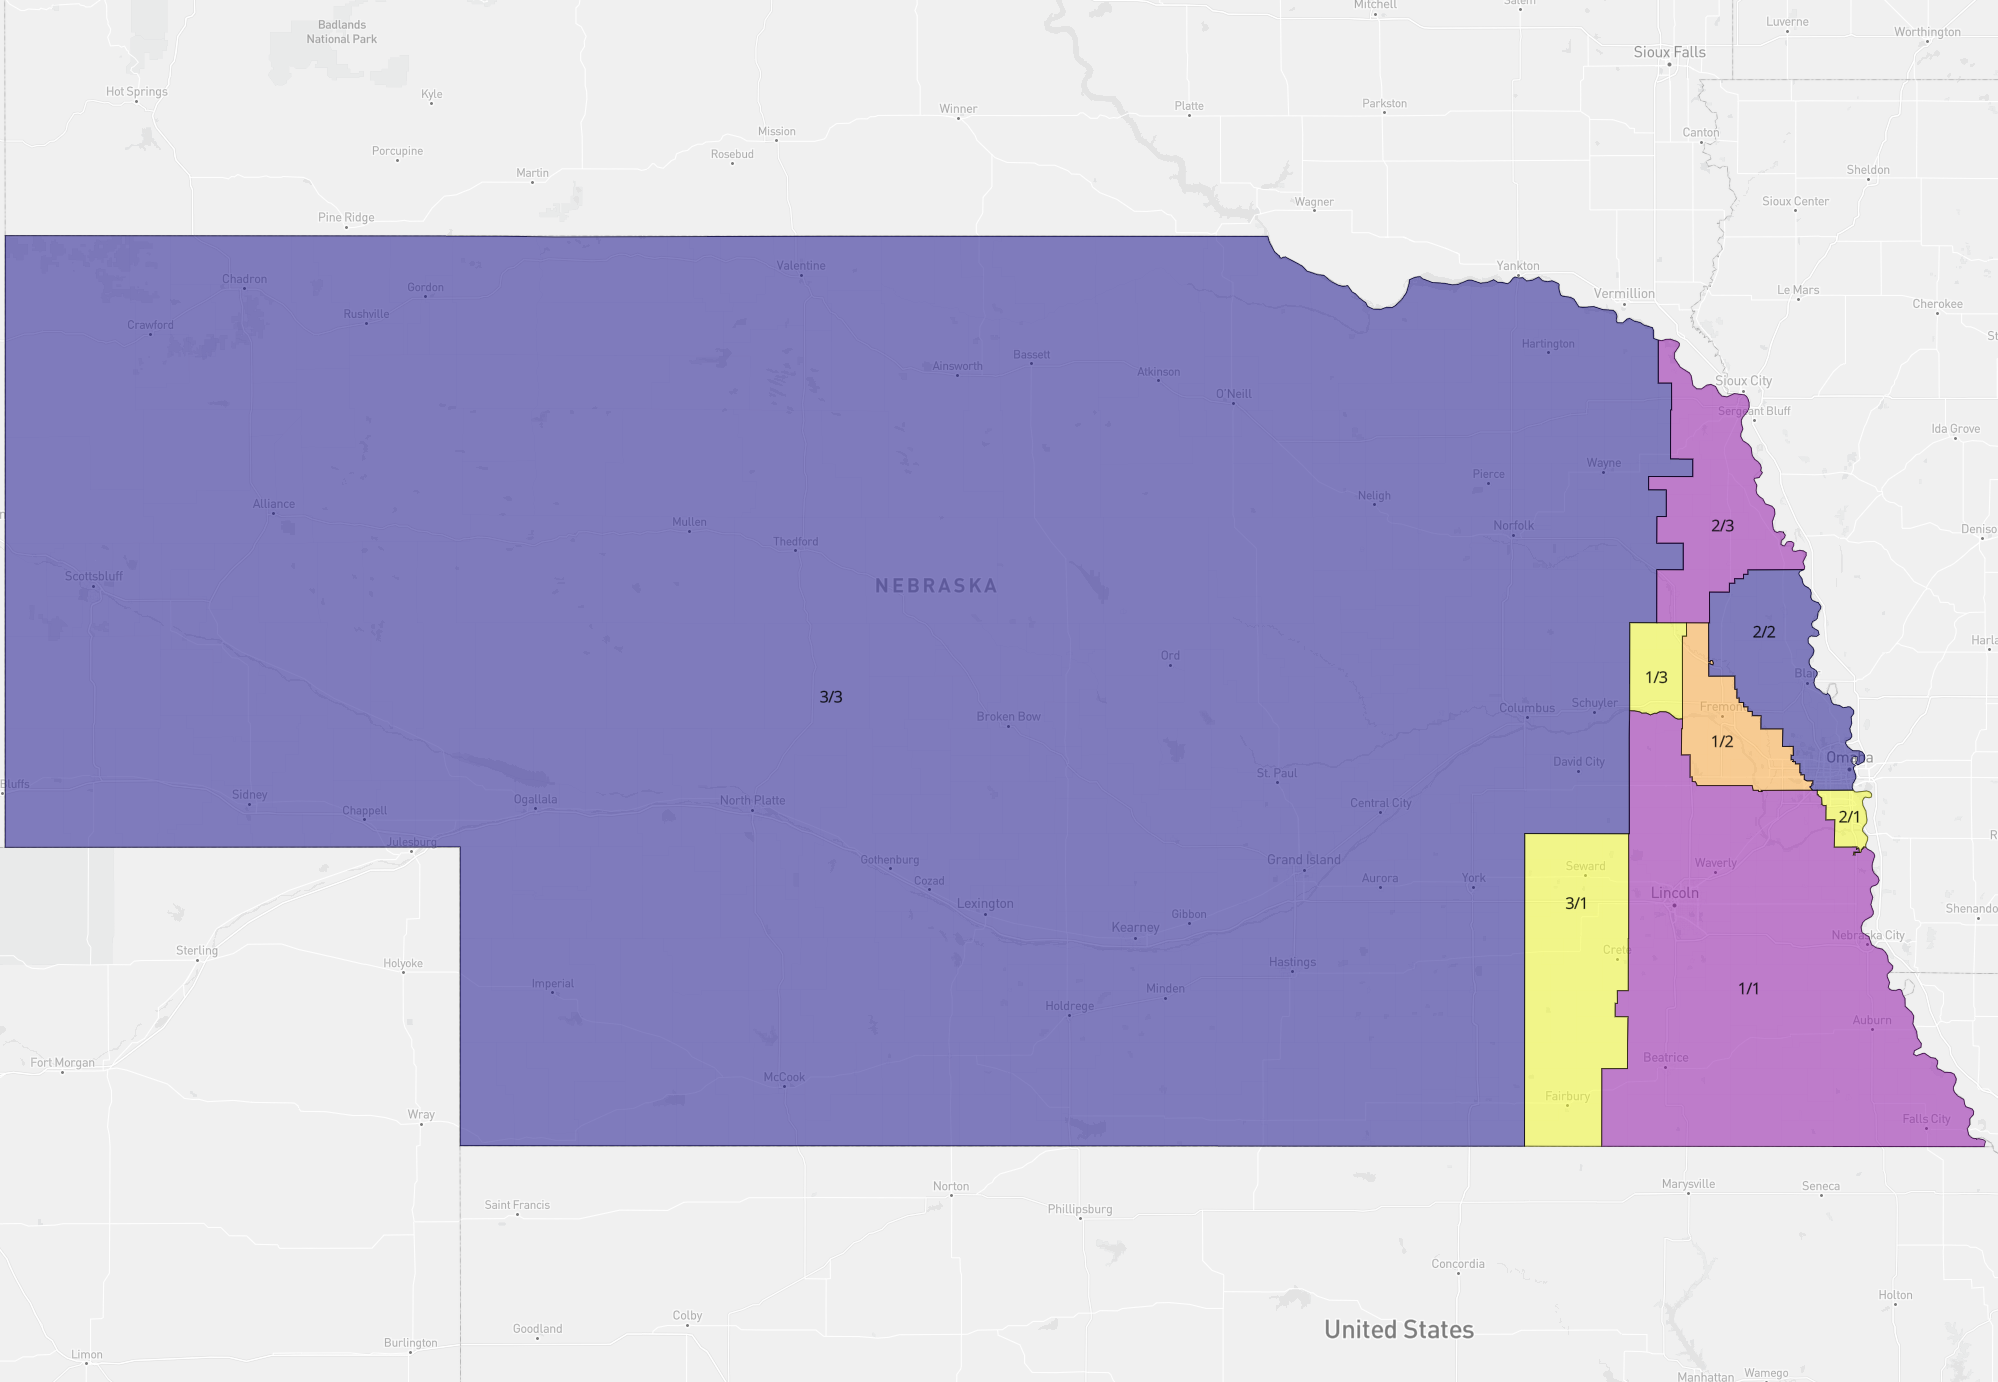 Badlands
National Park
Mitchell
Salem
Luverne
Worthington
Sioux Falls
Hot Springs
Kyle
Winner
Platte
Parkston
Canton
Mission
Porcupine
Rosebud
Martin
Sheldon
Wagner
Sioux Center
Pine Ridge
Valentine
Yankton
Chadron
Gordon
Vermillion
Le Mars
Cherokee
Rushville
Crawford
Hartington
St
Bassett
Ainsworth
Atkinson
Sioux City
O'Neill
Sergeant Bluff
Ida Grove
Wayne
Pierce
Alliance
Neligh
Mullen
Norfolk
2/3
Deniso
Thedford
Scottsbluff
NEBRASKA
2/2
Harla
Ord
1/3
Blair
3/3
Schuyler
Columbus
Fremont
Broken Bow
1/2
Omaha
David City
St. Paul
Bluffs
Sidney
Ogallala
North Platte
Central City
Chappell
2/1
R
Julesburg
Gothenburg
Grand Island
Seward
Waverly
Cozad
Aurora
York
Lincoln
Lexington
3/1
Shenando
Gibbon
Kearney
Nebraska City
Sterling
Crete
Holyoke
Hastings
Imperial
Minden
1/1
Holdrege
Auburn
Fort Morgan
Beatrice
McCook
Fairbury
Wray
Falls City
Norton
Marysville
Seneca
Saint Francis
Phillipsburg
Concordia
Holton
Colby
Goodland
United States
Burlington
Limon
Manhattan
Wamego